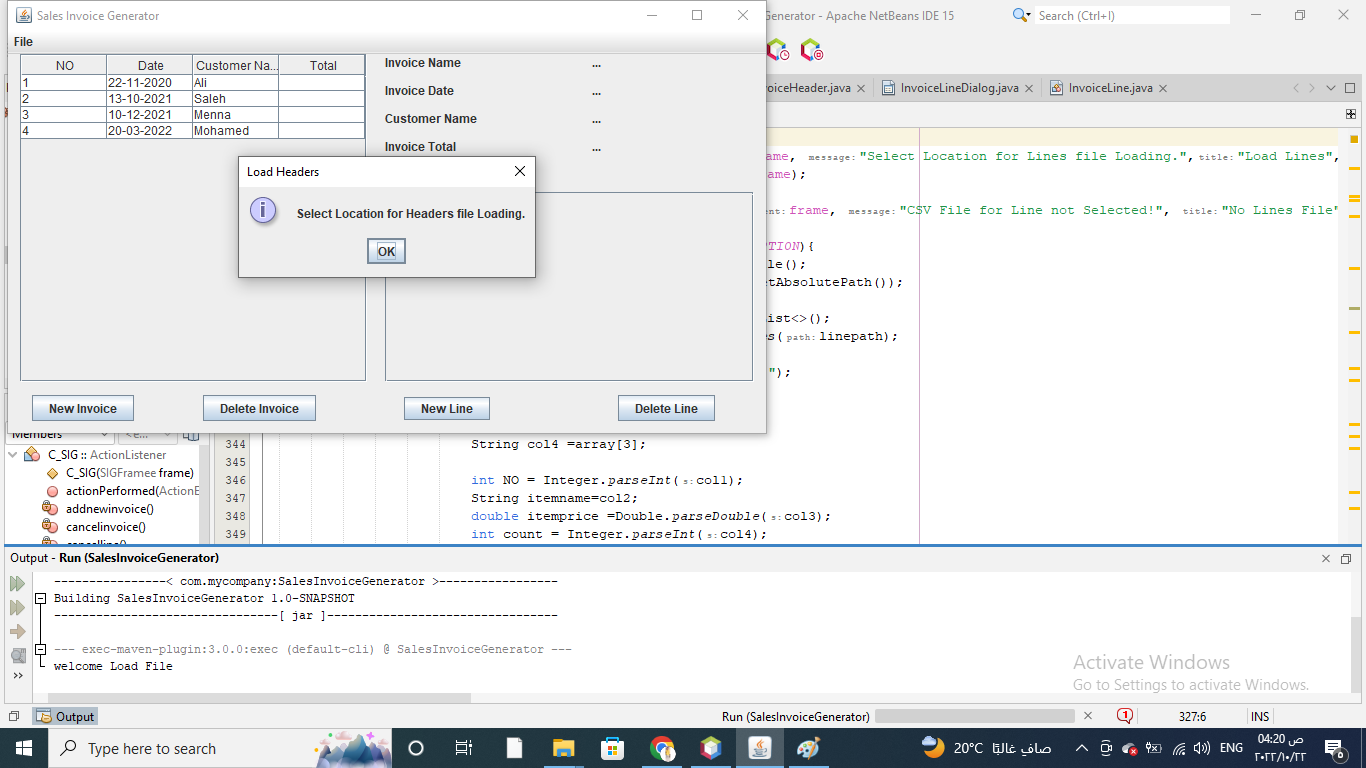 Sales Invoice Generator
Generator - Apache NetBeans IDE 15
Search (Ctrl+I)
File
NO Date Customer Na... Total
1 22-11-2020 Ali
2 13-10-2021 Saleh
3 10-12-2021 Menna
4 20-03-2022 Mohamed
Invoice Name ...
Invoice Date ...
Customer Name ...
Invoice Total ...
Load Headers
Select Location for Headers file Loading.
OK
New Invoice Delete Invoice New Line Delete Line
oiceHeader.java InvoiceLineDialog.java InvoiceLine.java
ame, message:"Select Location for Lines file Loading.", title:"Load Lines",
ame);
nt:frame, message:"CSV File for Line not Selected!", title:"No Lines File"
TION){
le();
tAbsolutePath());
ist<>();
s(path:linepath);
");
344 String col4 =array[3];
345
346 int NO = Integer.parseInt(s:col1);
347 String itemname=col2;
348 double itemprice =Double.parseDouble(s:col3);
349 int count = Integer.parseInt(s:col4);
Members <e...
C_SIG :: ActionListener
C_SIG(SIGFramee frame)
actionPerformed(ActionE
addnewinvoice()
cancelinvoice()
Output - Run (SalesInvoiceGenerator)
----------------< com.mycompany:SalesInvoiceGenerator >-----------------
Building SalesInvoiceGenerator 1.0-SNAPSHOT
--------------------------------[ jar ]---------------------------------
--- exec-maven-plugin:3.0.0:exec (default-cli) @ SalesInvoiceGenerator ---
welcome Load File
Activate Windows
Go to Settings to activate Windows.
Output
Run (SalesInvoiceGenerator)
1
327:6
INS
Type here to search
20°C صافٍ غالبًا
ENG
04:20 ص
٢٠٢٢/١٠/٢٢